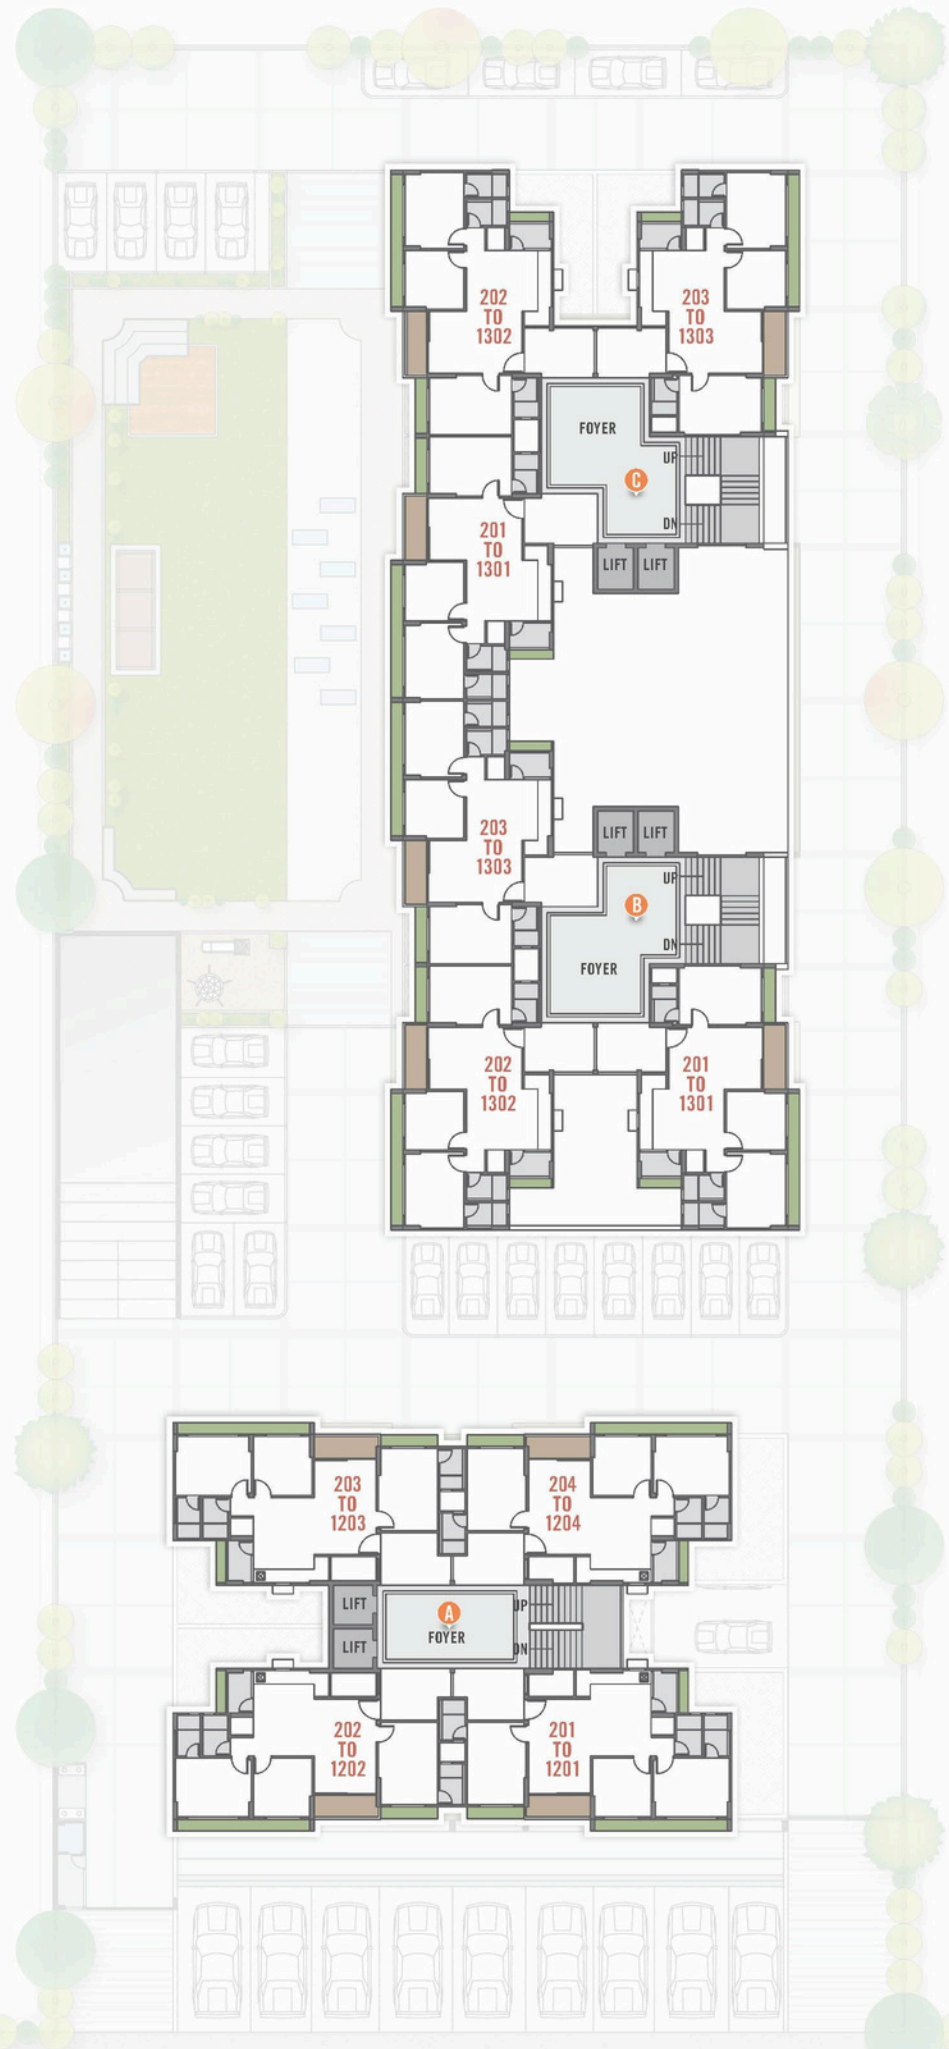 202
TO
1302
203
TO
1303
FOYER
UP
C
DN
201
TO
1301
LIFT
LIFT
203
TO
1303
LIFT
LIFT
UP
B
DN
FOYER
202
TO
1302
201
TO
1301
203
TO
1203
204
TO
1204
LIFT
A
UP
FOYER
LIFT
DN
202
TO
1202
201
TO
1201